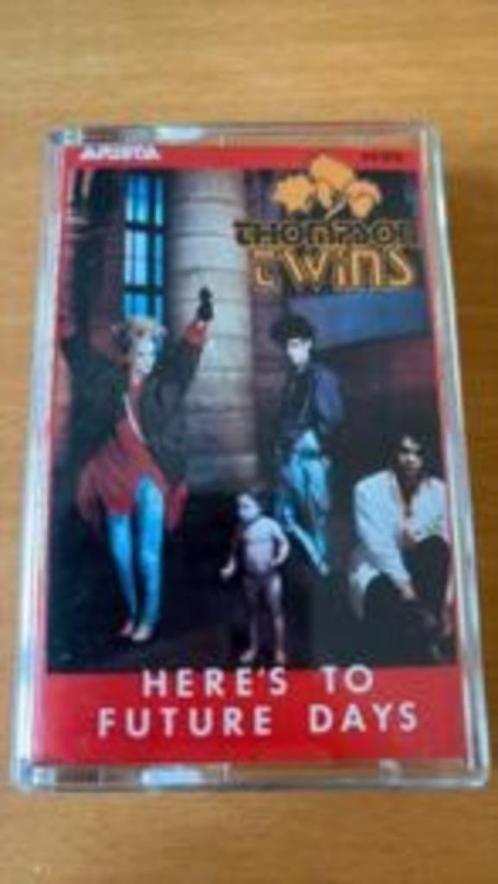 ARISTA
THOMPSON
TWINS
HERE'S TO
FUTURE DAYS